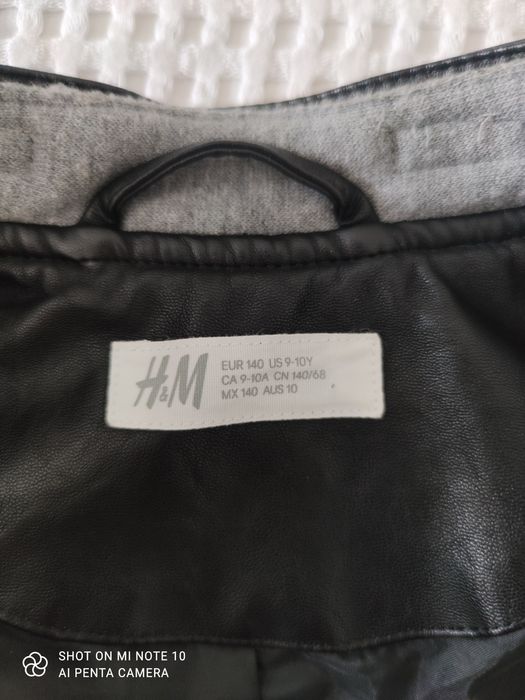 H&M
EUR 140 US 9-10Y
CA 9-10A CN 140/68
MX 140 AUS 10
SHOT ON MI NOTE 10
AI PENTA CAMERA